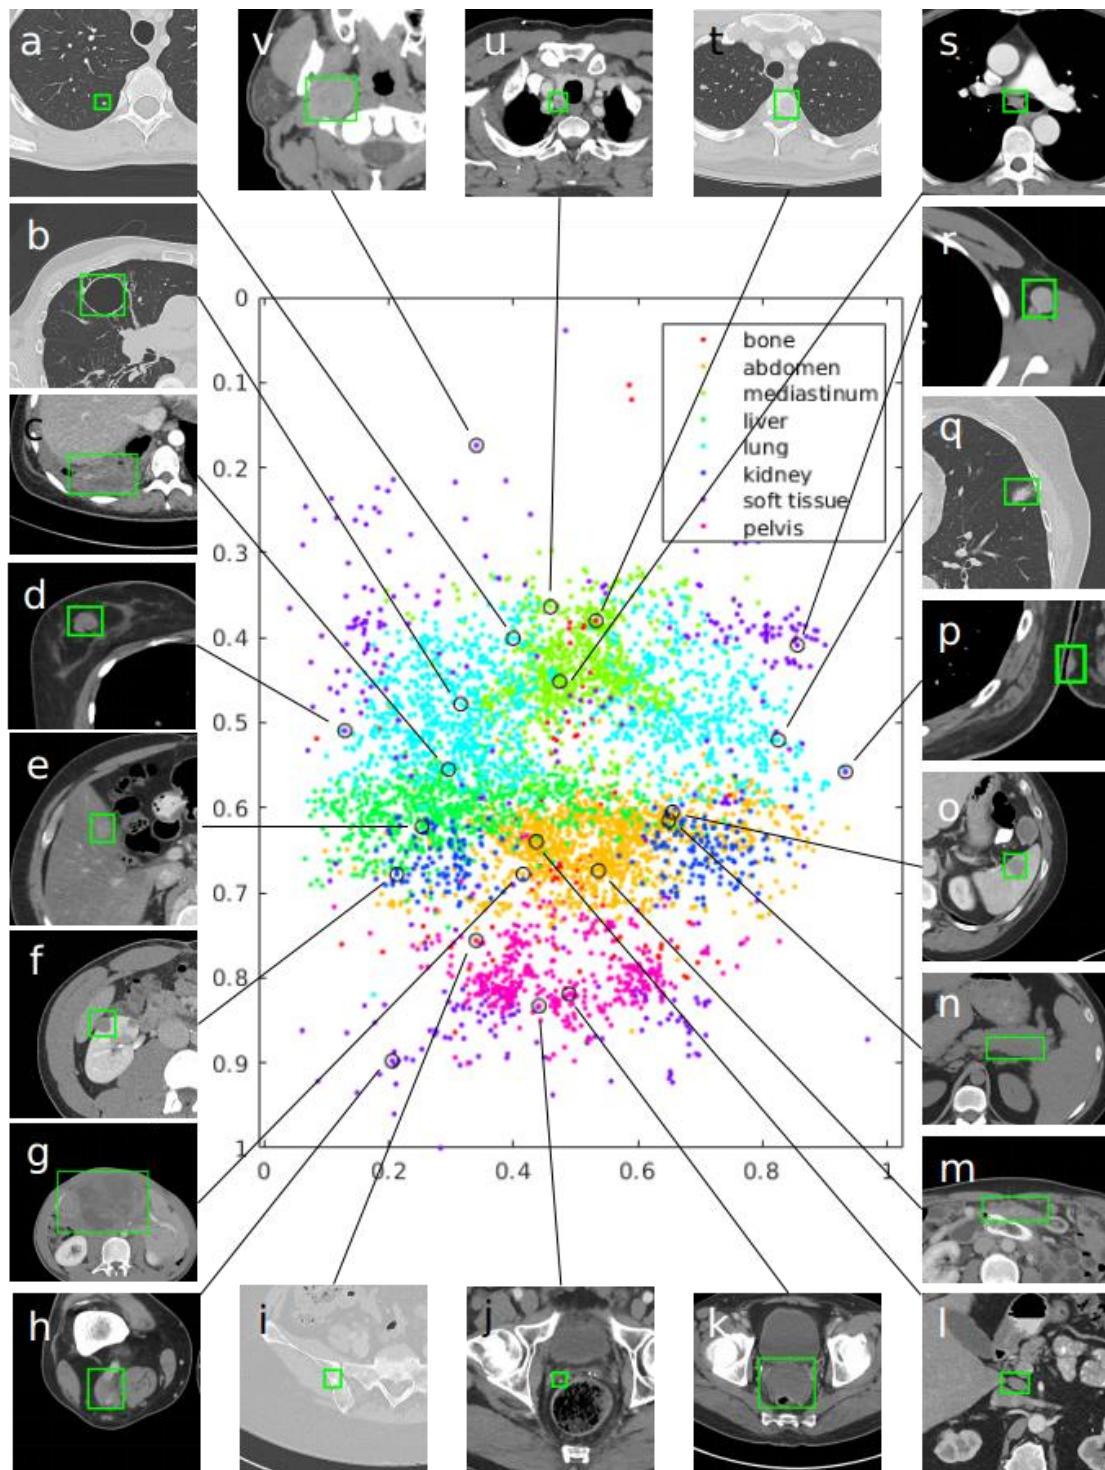 a
v
u
t
s
b
r
c
q
d
p
e
o
f
n
g
m
h
i
j
k
l
0
0.1
0.2
0.3
0.4
0.5
0.6
0.7
0.8
0.9
1
bone
abdomen
mediastinum
liver
lung
kidney
soft tissue
pelvis
0 0.2 0.4 0.6 0.8 1